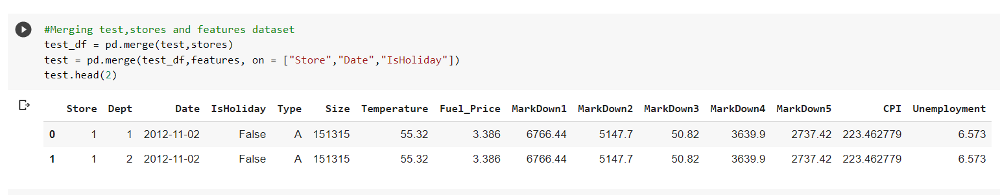 #Merging test,stores and features dataset
test_df = pd.merge(test,stores)
test = pd.merge(test_df,features, on = ["Store","Date","IsHoliday"])
test.head(2)
Store Dept Date IsHoliday Type Size Temperature Fuel_Price MarkDown1 MarkDown2 MarkDown3 MarkDown4 MarkDown5 CPI Unemployment
0 1 1 2012-11-02 False A 151315 55.32 3.386 6766.44 5147.7 50.82 3639.9 2737.42 223.462779 6.573
1 1 2 2012-11-02 False A 151315 55.32 3.386 6766.44 5147.7 50.82 3639.9 2737.42 223.462779 6.573